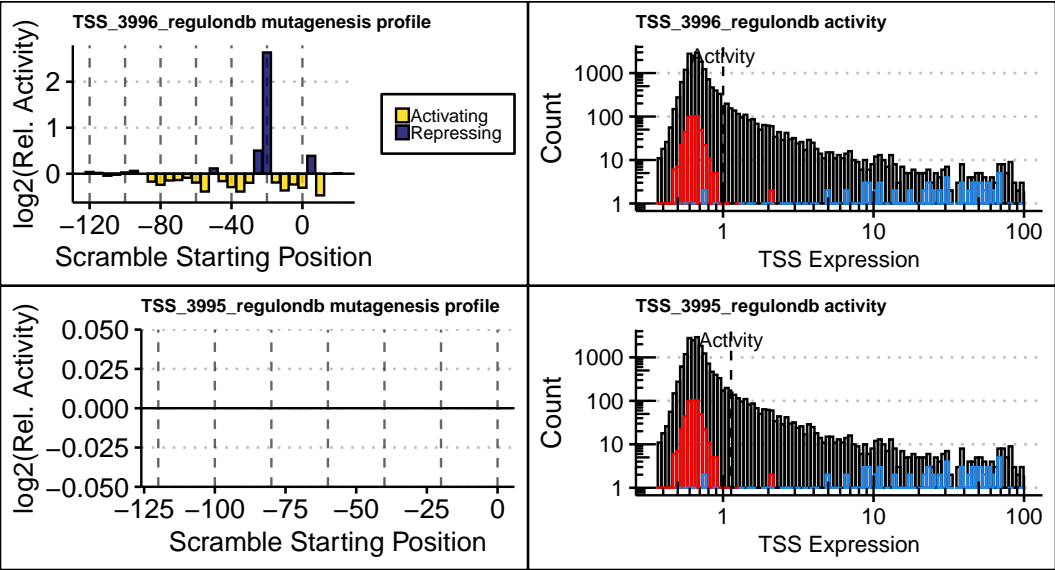 TSS_3996_regulondb mutagenesis profile
log2(Rel. Activity)
2
1
0
−120
−80
−40
0
Scramble Starting Position
Activating
Repressing
TSS_3996_regulondb activity
Activity
Count
1000
100
10
1
1
10
100
TSS Expression
TSS_3995_regulondb mutagenesis profile
log2(Rel. Activity)
0.050
0.025
0.000
−0.025
−0.050
−125
−100
−75
−50
−25
0
Scramble Starting Position
TSS_3995_regulondb activity
Activity
Count
1000
100
10
1
1
10
100
TSS Expression